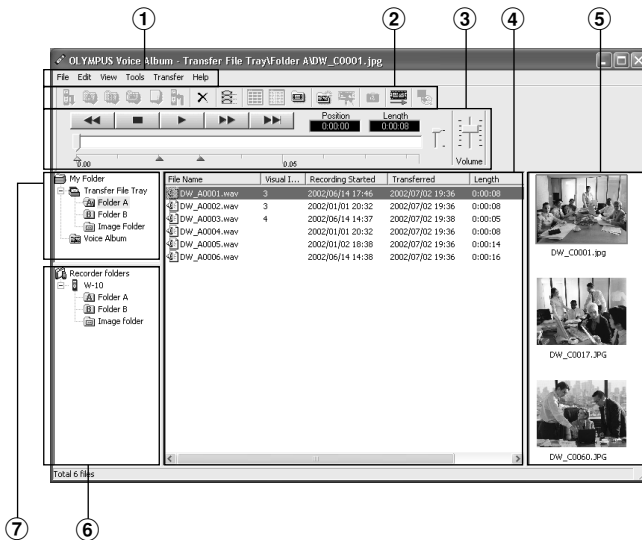 1 2 3 4 5
OLYMPUS Voice Album - Transfer File Tray\Folder A\DW_C0001.jpg
File Edit View Tools Transfer Help
Position Length
0:00:00 0:00:08
0.00 0.05
Volume
My Folder
Transfer File Tray
A Folder A
B Folder B
Image Folder
Voice Album
Recorder folders
W-10
A Folder A
B Folder B
Image folder
File Name Visual I... Recording Started Transferred Length
DW_A0001.wav 3 2002/06/14 17:46 2002/07/02 19:36 0:00:08
DW_A0002.wav 3 2002/01/01 20:32 2002/07/02 19:36 0:00:08
DW_A0003.wav 4 2002/06/14 14:37 2002/07/02 19:38 0:00:05
DW_A0004.wav 2002/01/01 20:32 2002/07/02 19:36 0:00:08
DW_A0005.wav 2002/01/02 18:38 2002/07/02 19:36 0:00:14
DW_A0006.wav 2002/06/14 14:38 2002/07/02 19:36 0:00:16
DW_C0001.jpg
DW_C0017.JPG
DW_C0060.JPG
Total 6 files
7 6